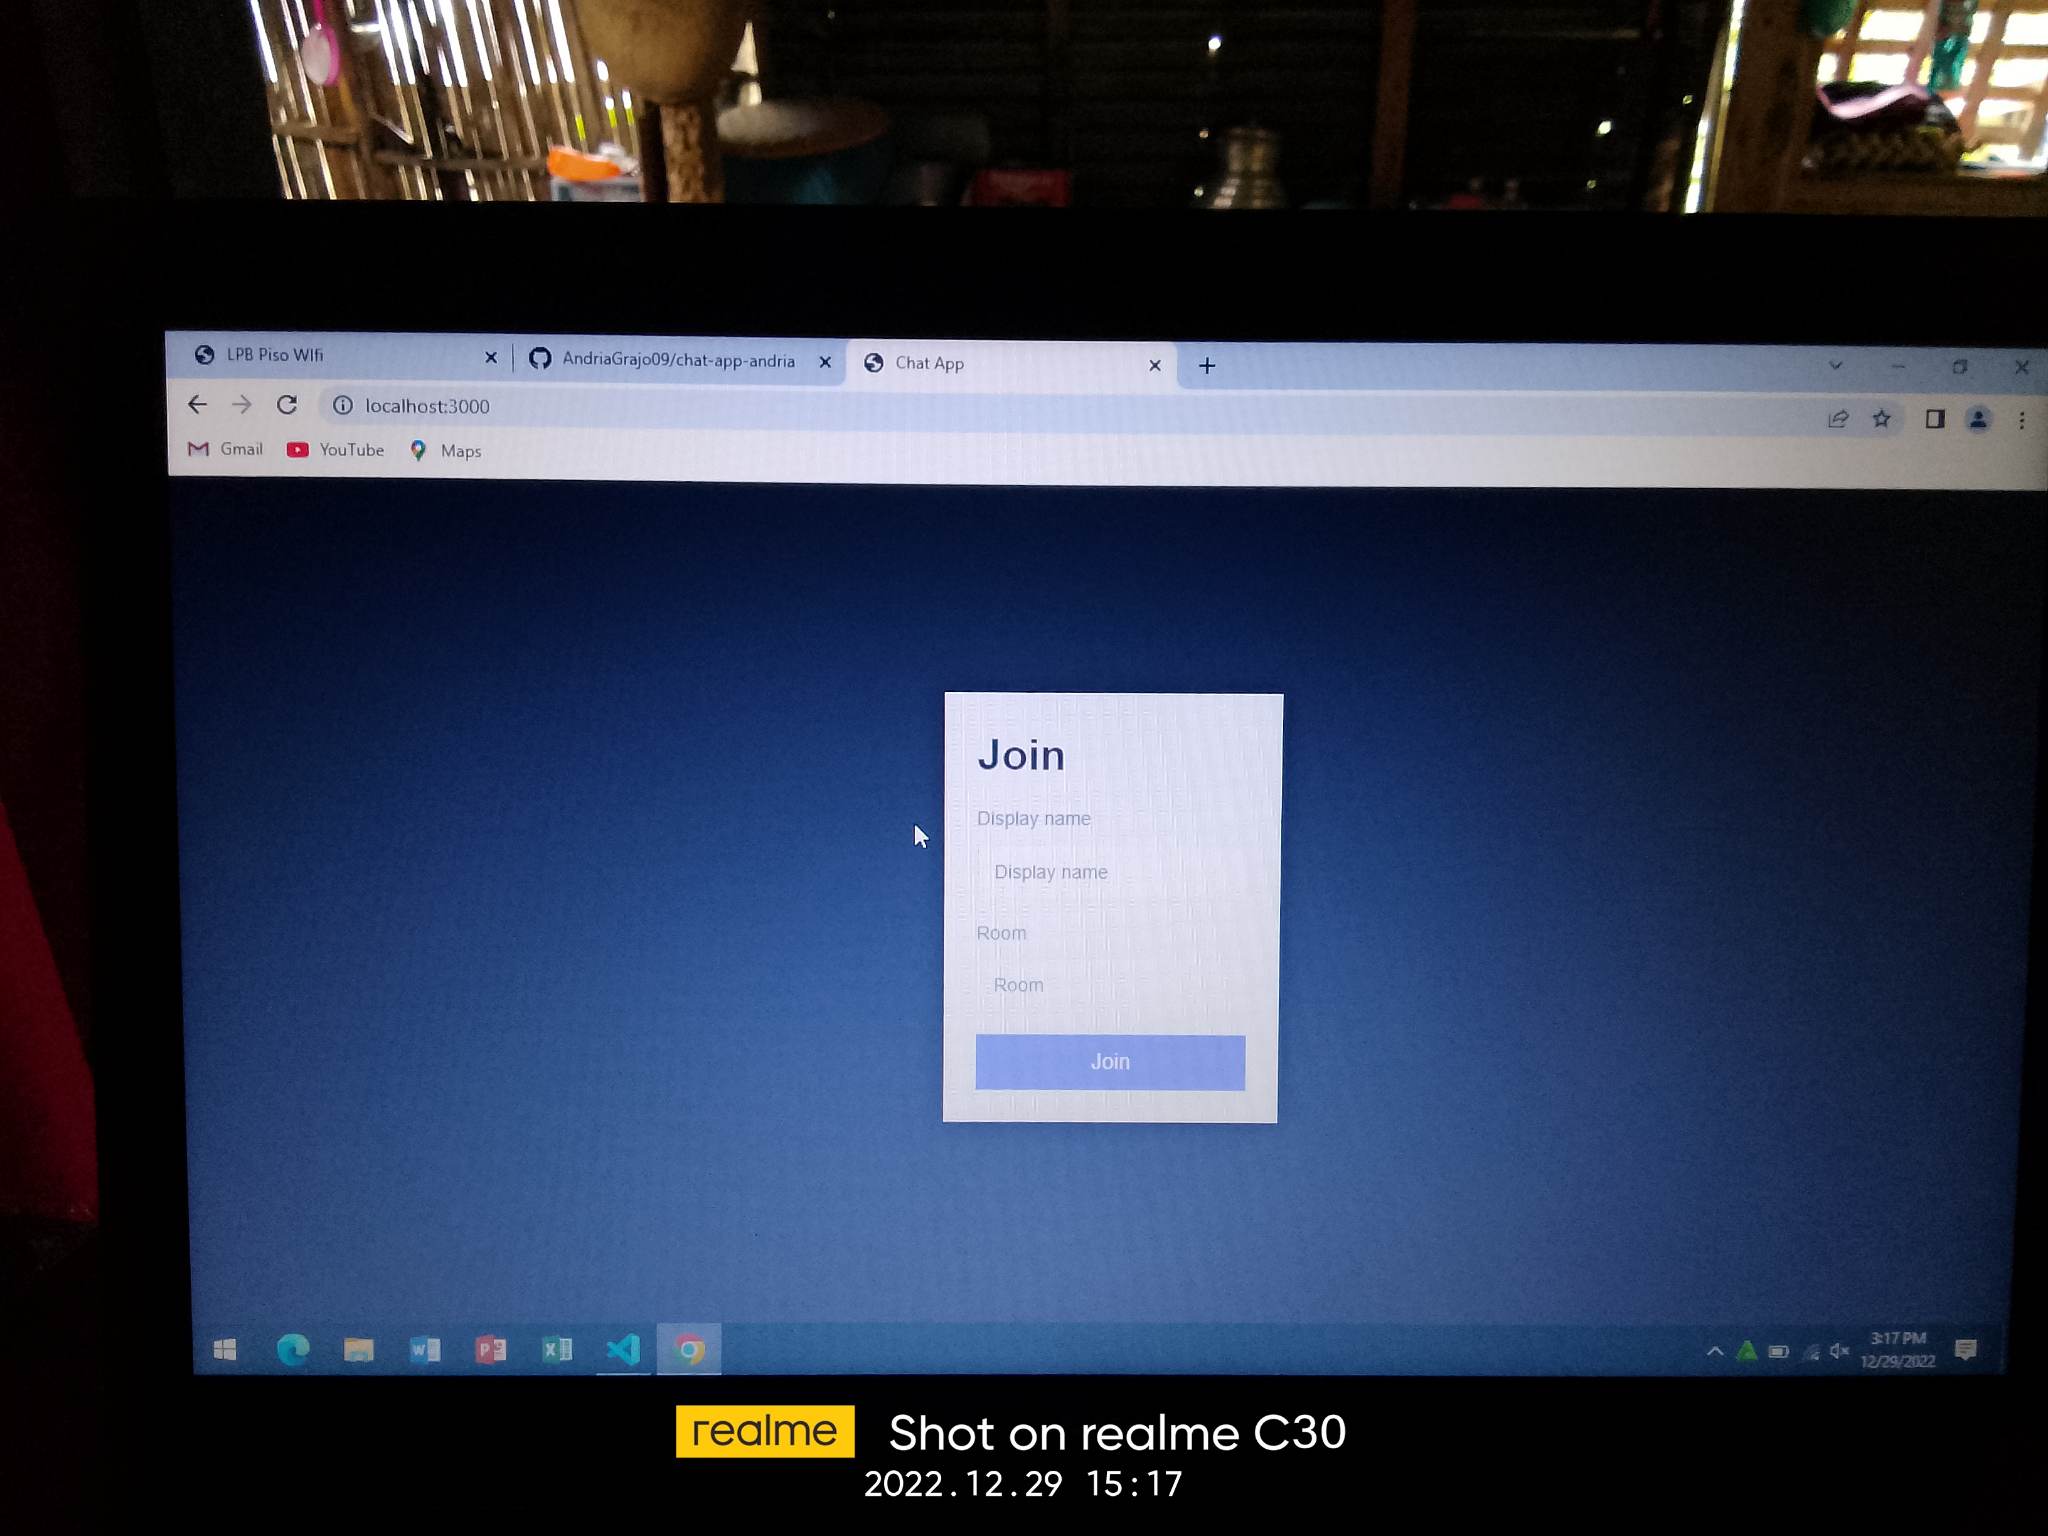 LPB Piso WIfi
AndriaGrajo09/chat-app-andria
Chat App
localhost:3000
Gmail
YouTube
Maps
Join
Display name
Display name
Room
Room
Join
3:17 PM
12/29/2022
realme
Shot on realme C30
2022.12.29 15:17